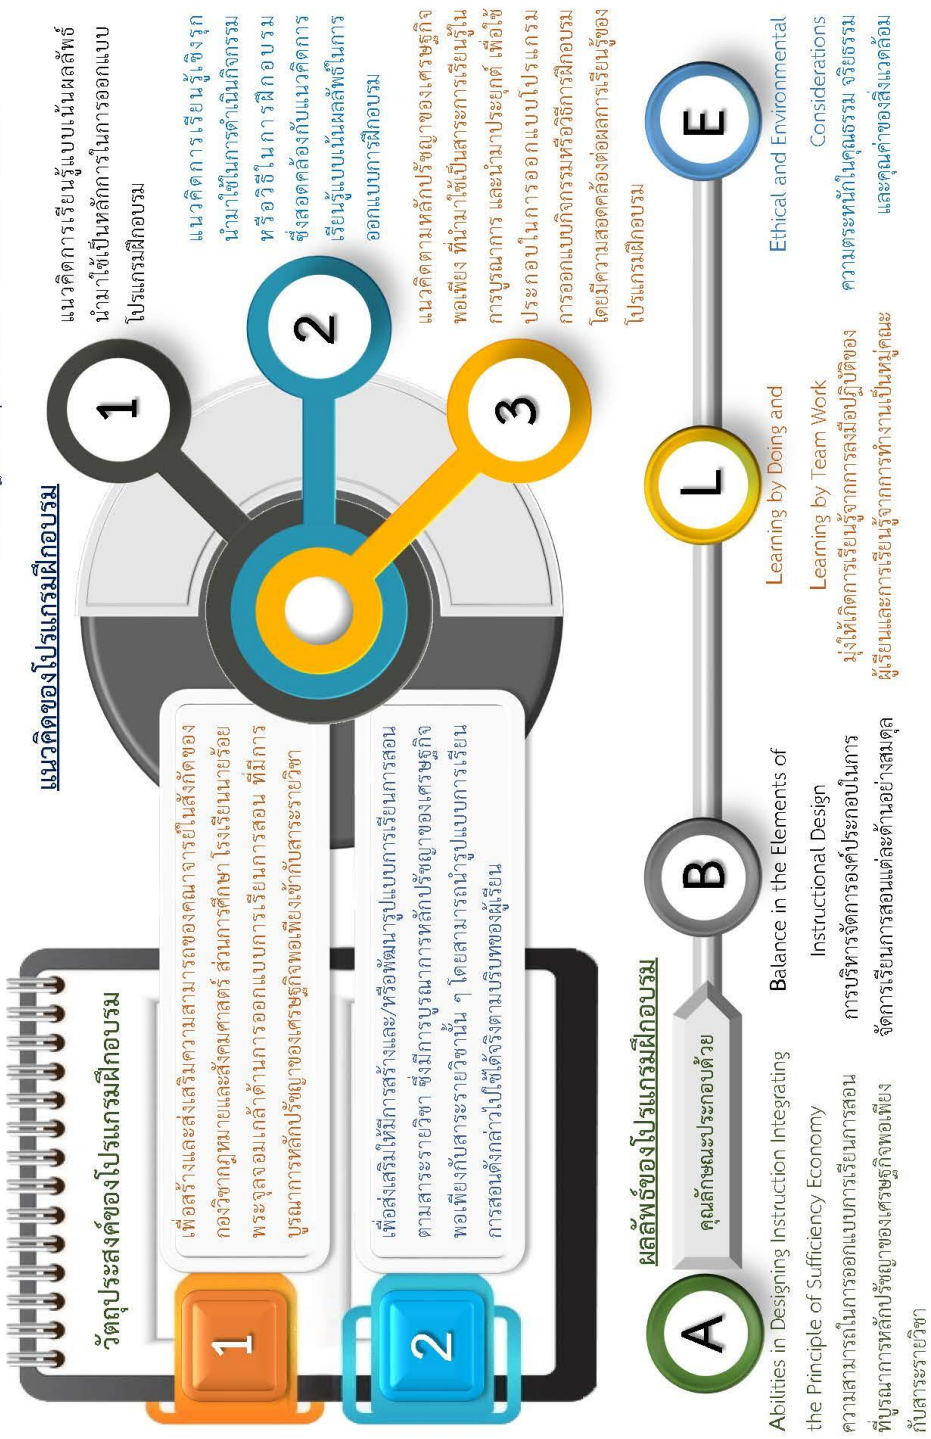 วัตถุประสงค์ของโปรแกรมฝึกอบรม
1
เพื่อสร้างและส่งเสริมความสามารถของคณาจารย์ในสังกัดของ
กองวิชากฎหมายและสังคมศาสตร์ ส่วนการศึกษา โรงเรียนนายร้อย
พระจุลจอมเกล้าด้านการออกแบบการเรียนการสอน ที่มีการ
บูรณาการหลักปรัชญาของเศรษฐกิจพอเพียงเข้ากับสาระรายวิชา
2
เพื่อส่งเสริมให้มีการสร้างและ/หรือพัฒนารูปแบบการเรียนการสอน
ตามสาระรายวิชา ซึ่งมีการบูรณาการหลักปรัชญาของเศรษฐกิจ
พอเพียงกับสาระรายวิชานั้น ๆ โดยสามารถนำรูปแบบการเรียน
การสอนดังกล่าวไปใช้ได้จริงตามบริบทของผู้เรียน
แนวคิดของโปรแกรมฝึกอบรม
1
แนวคิดการเรียนรู้แบบเน้นผลลัพธ์
นำมาใช้เป็นหลักการในการออกแบบ
โปรแกรมฝึกอบรม
2
แนวคิดการเรียนรู้เชิงรุก
นำมาใช้ในการดำเนินกิจกรรม
หรือวิธีในการฝึกอบรม
ซึ่งสอดคล้องกับแนวคิดการ
เรียนรู้แบบเน้นผลลัพธ์ในการ
ออกแบบการฝึกอบรม
3
แนวคิดตามหลักปรัชญาของเศรษฐกิจ
พอเพียง ที่นำมาใช้เป็นสาระการเรียนรู้ใน
การบูรณาการ และนำมาประยุกต์ เพื่อใช้
ประกอบในการออกแบบโปรแกรม
การออกแบบกิจกรรมหรือวิธีการฝึกอบรม
โดยมีความสอดคล้องต่อผลการเรียนรู้ของ
โปรแกรมฝึกอบรม
ผลลัพธ์ของโปรแกรมฝึกอบรม
คุณลักษณะประกอบด้วย
A
Abilities in Designing Instruction Integrating
the Principle of Sufficiency Economy
ความสามารถในการออกแบบการเรียนการสอน
ที่บูรณาการหลักปรัชญาของเศรษฐกิจพอเพียง
กับสาระรายวิชา
B
Balance in the Elements of
Instructional Design
การบริหารจัดการองค์ประกอบในการ
จัดการเรียนการสอนแต่ละด้านอย่างสมดุล
L
Learning by Doing and
Learning by Team Work
มุ่งให้เกิดการเรียนรู้จากการลงมือปฏิบัติของ
ผู้เรียนและการเรียนรู้จากการทำงานเป็นหมู่คณะ
E
Ethical and Environmental
Considerations
ความตระหนักในคุณธรรม จริยธรรม
และคุณค่าของสิ่งแวดล้อม